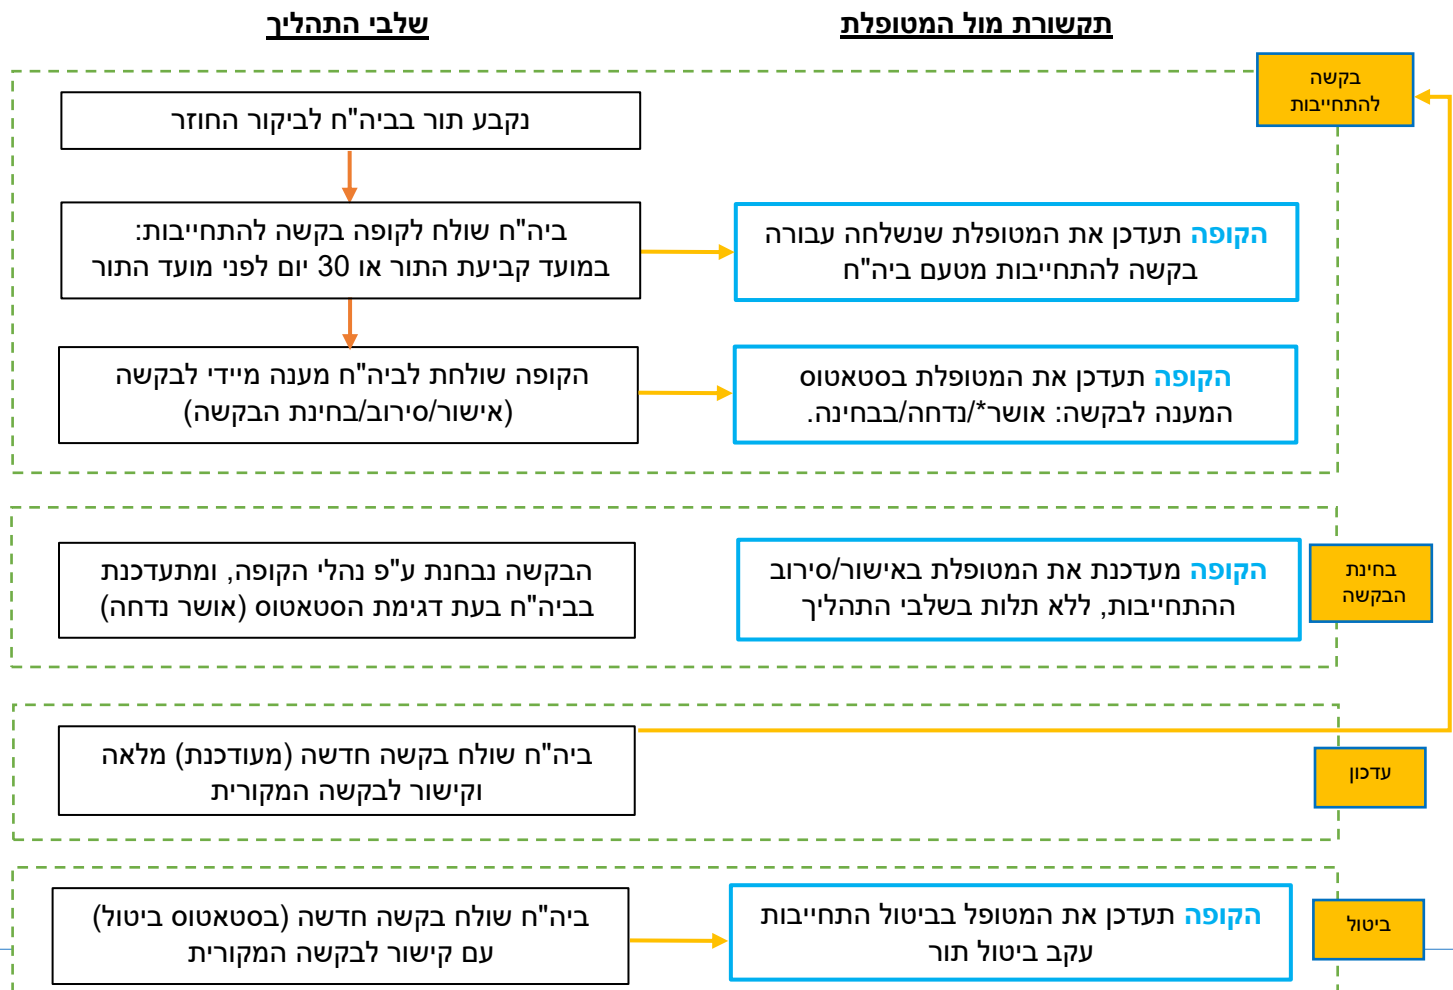 תקשורת מול המטופלת
שלבי התהליך
בקשה
להתחייבות
נקבע תור בביה"ח לביקור החוזר
ביה"ח שולח לקופה בקשה להתחייבות:
במועד קביעת התור או 30 יום לפני מועד התור
הקופה תעדכן את המטופלת שנשלחה עבורה
בקשה להתחייבות מטעם ביה"ח
הקופה שולחת לביה"ח מענה מיידי לבקשה
(אישור/סירוב/בחינת הבקשה)
הקופה תעדכן את המטופלת בסטאטוס
המענה לבקשה: אושר*/נדחה/בבחינה.
בחינת
הבקשה
הבקשה נבחנת ע"פ נהלי הקופה, ומתעדכנת
בביה"ח בעת דגימת הסטאטוס (אושר נדחה)
הקופה מעדכנת את המטופלת באישור/סירוב
ההתחייבות, ללא תלות בשלבי התהליך
עדכון
ביה"ח שולח בקשה חדשה (מעודכנת) מלאה
וקישור לבקשה המקורית
ביטול
ביה"ח שולח בקשה חדשה (בסטאטוס ביטול)
עם קישור לבקשה המקורית
הקופה תעדכן את המטופל בביטול התחייבות
עקב ביטול תור